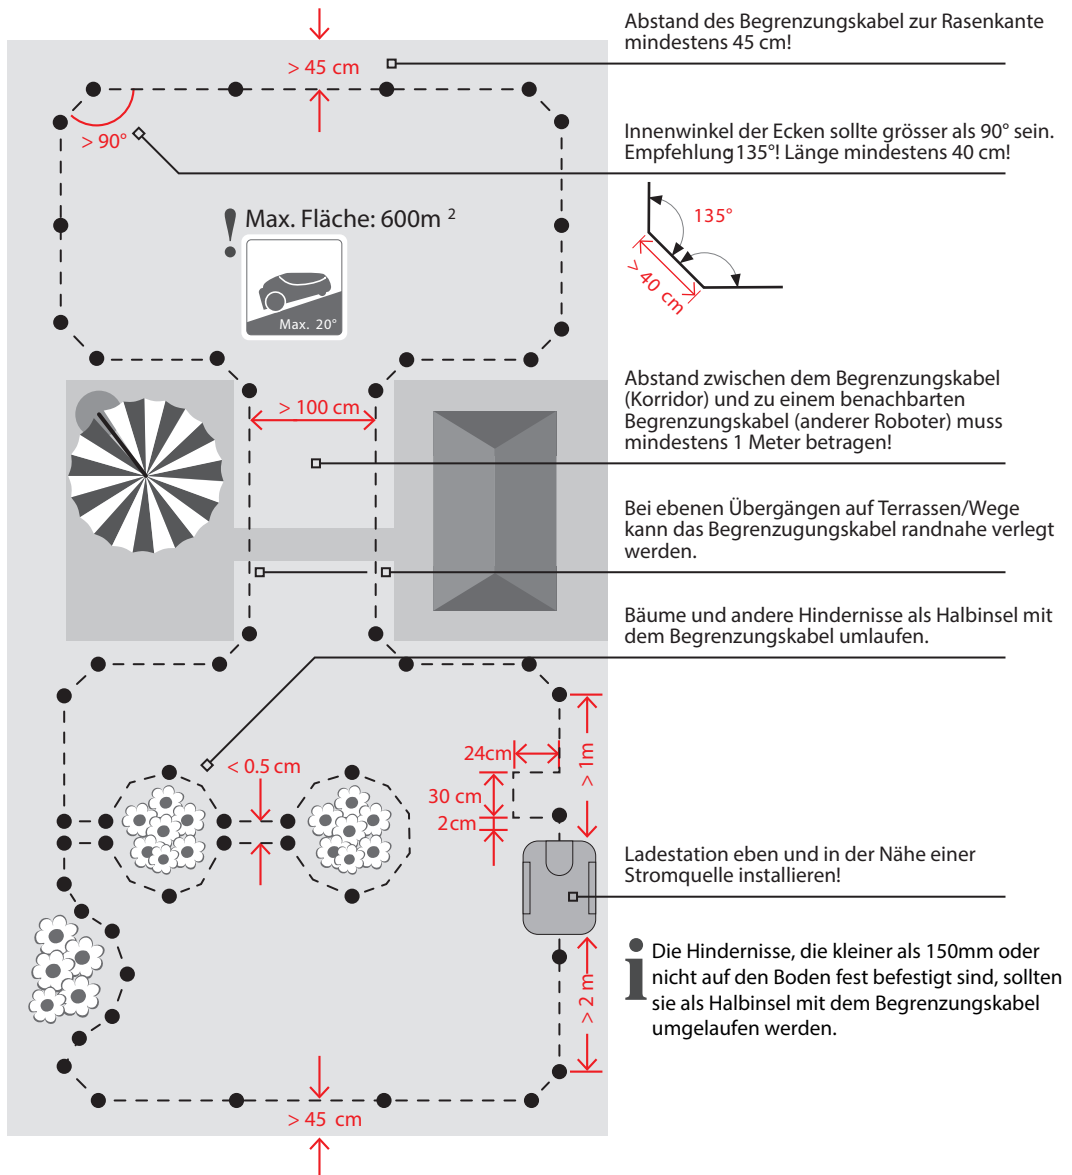 Abstand des Begrenzungskabel zur Rasenkante
mindestens 45 cm!
> 45 cm
> 90°
Innenwinkel der Ecken sollte grösser als 90° sein.
Empfehlung 135°! Länge mindestens 40 cm!
135°
> 40 cm
! Max. Fläche: 600m 2
Max. 20°
Abstand zwischen dem Begrenzungskabel
(Korridor) und zu einem benachbarten
Begrenzungskabel (anderer Roboter) muss
mindestens 1 Meter betragen!
> 100 cm
Bei ebenen Übergängen auf Terrassen/Wege
kann das Begrenzugungskabel randnahe verlegt
werden.
Bäume und andere Hindernisse als Halbinsel mit
dem Begrenzungskabel umlaufen.
24cm
> 1m
< 0.5 cm
30 cm
2cm
Ladestation eben und in der Nähe einer
Stromquelle installieren!
i Die Hindernisse, die kleiner als 150mm oder
nicht auf den Boden fest befestigt sind, sollten
sie als Halbinsel mit dem Begrenzungskabel
umgelaufen werden.
> 2 m
> 45 cm